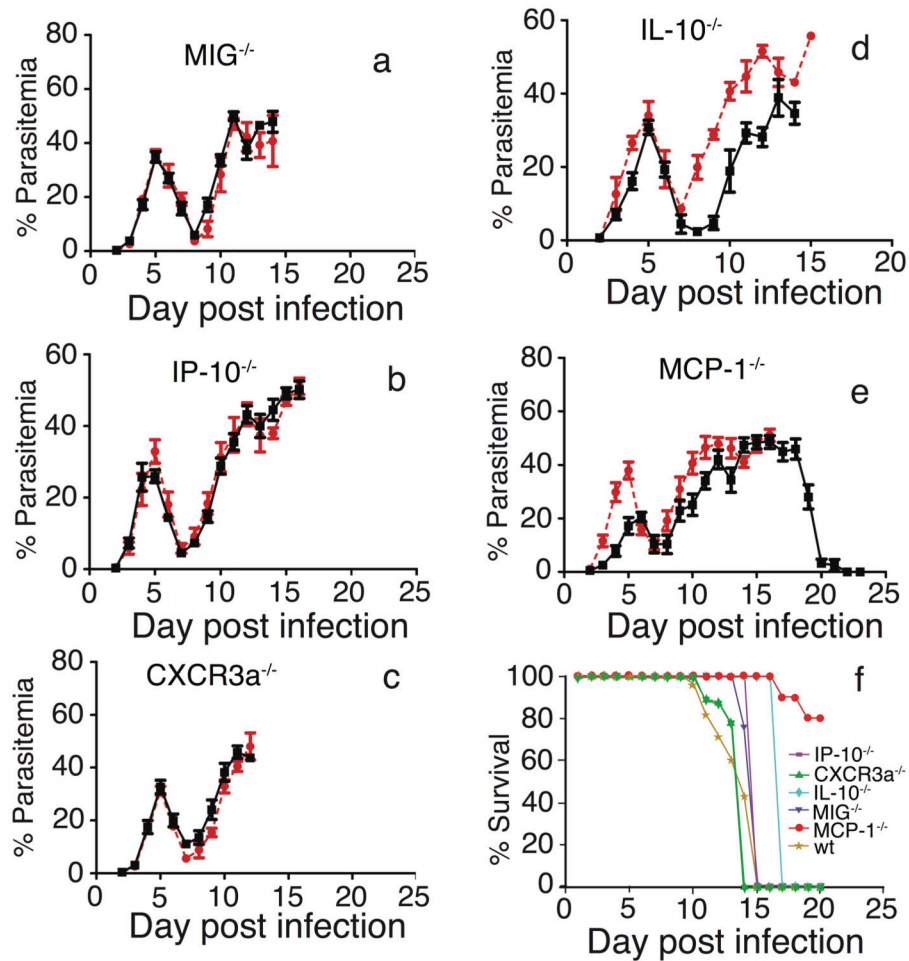 MIG-/-
a
% Parasitemia
80
60
40
20
0
0 5 10 15 20 25
Day post infection
IL-10-/-
d
% Parasitemia
60
40
20
0
0 5 10 15 20
Day post infection
IP-10-/-
b
% Parasitemia
60
40
20
0
0 5 10 15 20
Day post infection
MCP-1-/-
e
% Parasitemia
80
60
40
20
0
0 5 10 15 20 25
Day post infection
CXCR3a-/-
c
% Parasitemia
80
60
40
20
0
0 5 10 15 20
Day post infection
f
% Survival
100
80
60
40
20
0
IP-10-/-
CXCR3a-/-
IL-10-/-
MIG-/-
MCP-1-/-
wt
0 5 10 15 20 25
Day post infection